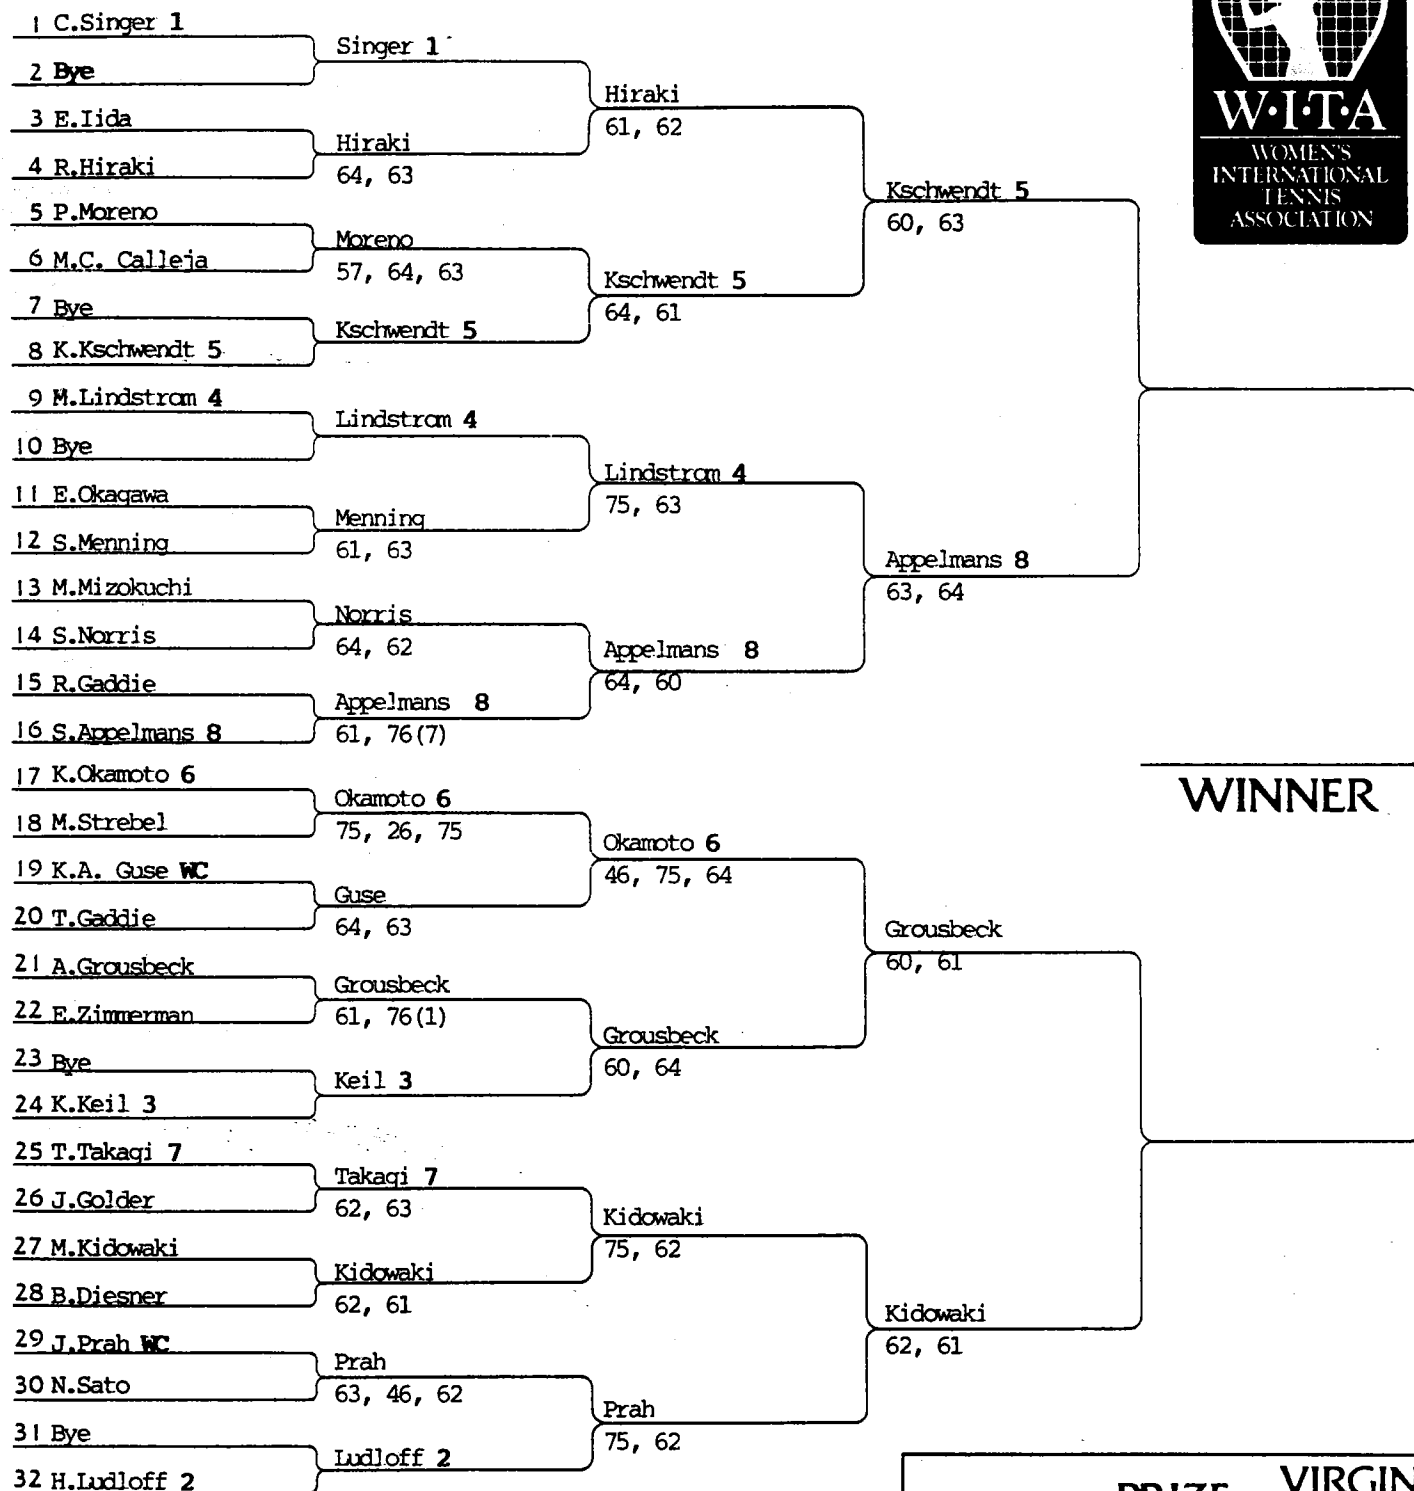 1 C.Singer 1
2 Bye
3 E.Iida
4 R.Hiraki
5 P.Moreno
6 M.C. Calleja
7 Bye
8 K.Kschwendt 5
9 M.Lindstrom 4
10 Bye
11 E.Okagawa
12 S.Menning
13 M.Mizokuchi
14 S.Norris
15 R.Gaddie
16 S.Appelmans 8
17 K.Okamoto 6
18 M.Strebel
19 K.A. Guse WC
20 T.Gaddie
21 A.Grousbeck
22 E.Zimmerman
23 Bye
24 K.Keil 3
25 T.Takagi 7
26 J.Golder
27 M.Kidowaki
28 B.Diesner
29 J.Prah WC
30 N.Sato
31 Bye
32 H.Ludloff 2
Singer 1
Hiraki
64, 63
Moreno
57, 64, 63
Kschwendt 5
Lindstrom 4
Menning
61, 63
Norris
64, 62
Appelmans 8
61, 76(7)
Okamoto 6
75, 26, 75
Guse
64, 63
Grousbeck
61, 76(1)
Keil 3
Takagi 7
62, 63
Kidowaki
62, 61
Prah
63, 46, 62
Ludloff 2
Hiraki
61, 62
Kschwendt 5
64, 61
Lindstrom 4
75, 63
Appelmans 8
64, 60
Okamoto 6
46, 75, 64
Grousbeck
60, 64
Kidowaki
75, 62
Prah
75, 62
Kschwendt 5
60, 63
Appelmans 8
63, 64
Grousbeck
60, 61
Kidowaki
62, 61
W·I·T·A
WOMEN'S
INTERNATIONAL
TENNIS
ASSOCIATION
WINNER
PRIZE VIRGIN